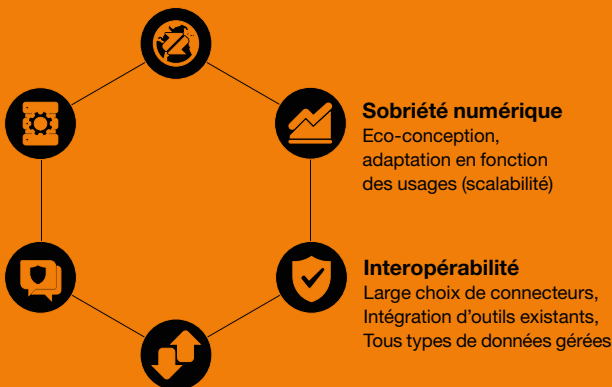 Sobriété numérique
Eco-conception,
adaptation en fonction
des usages (scalabilité)
Interopérabilité
Large choix de connecteurs,
Intégration d’outils existants,
Tous types de données gérées